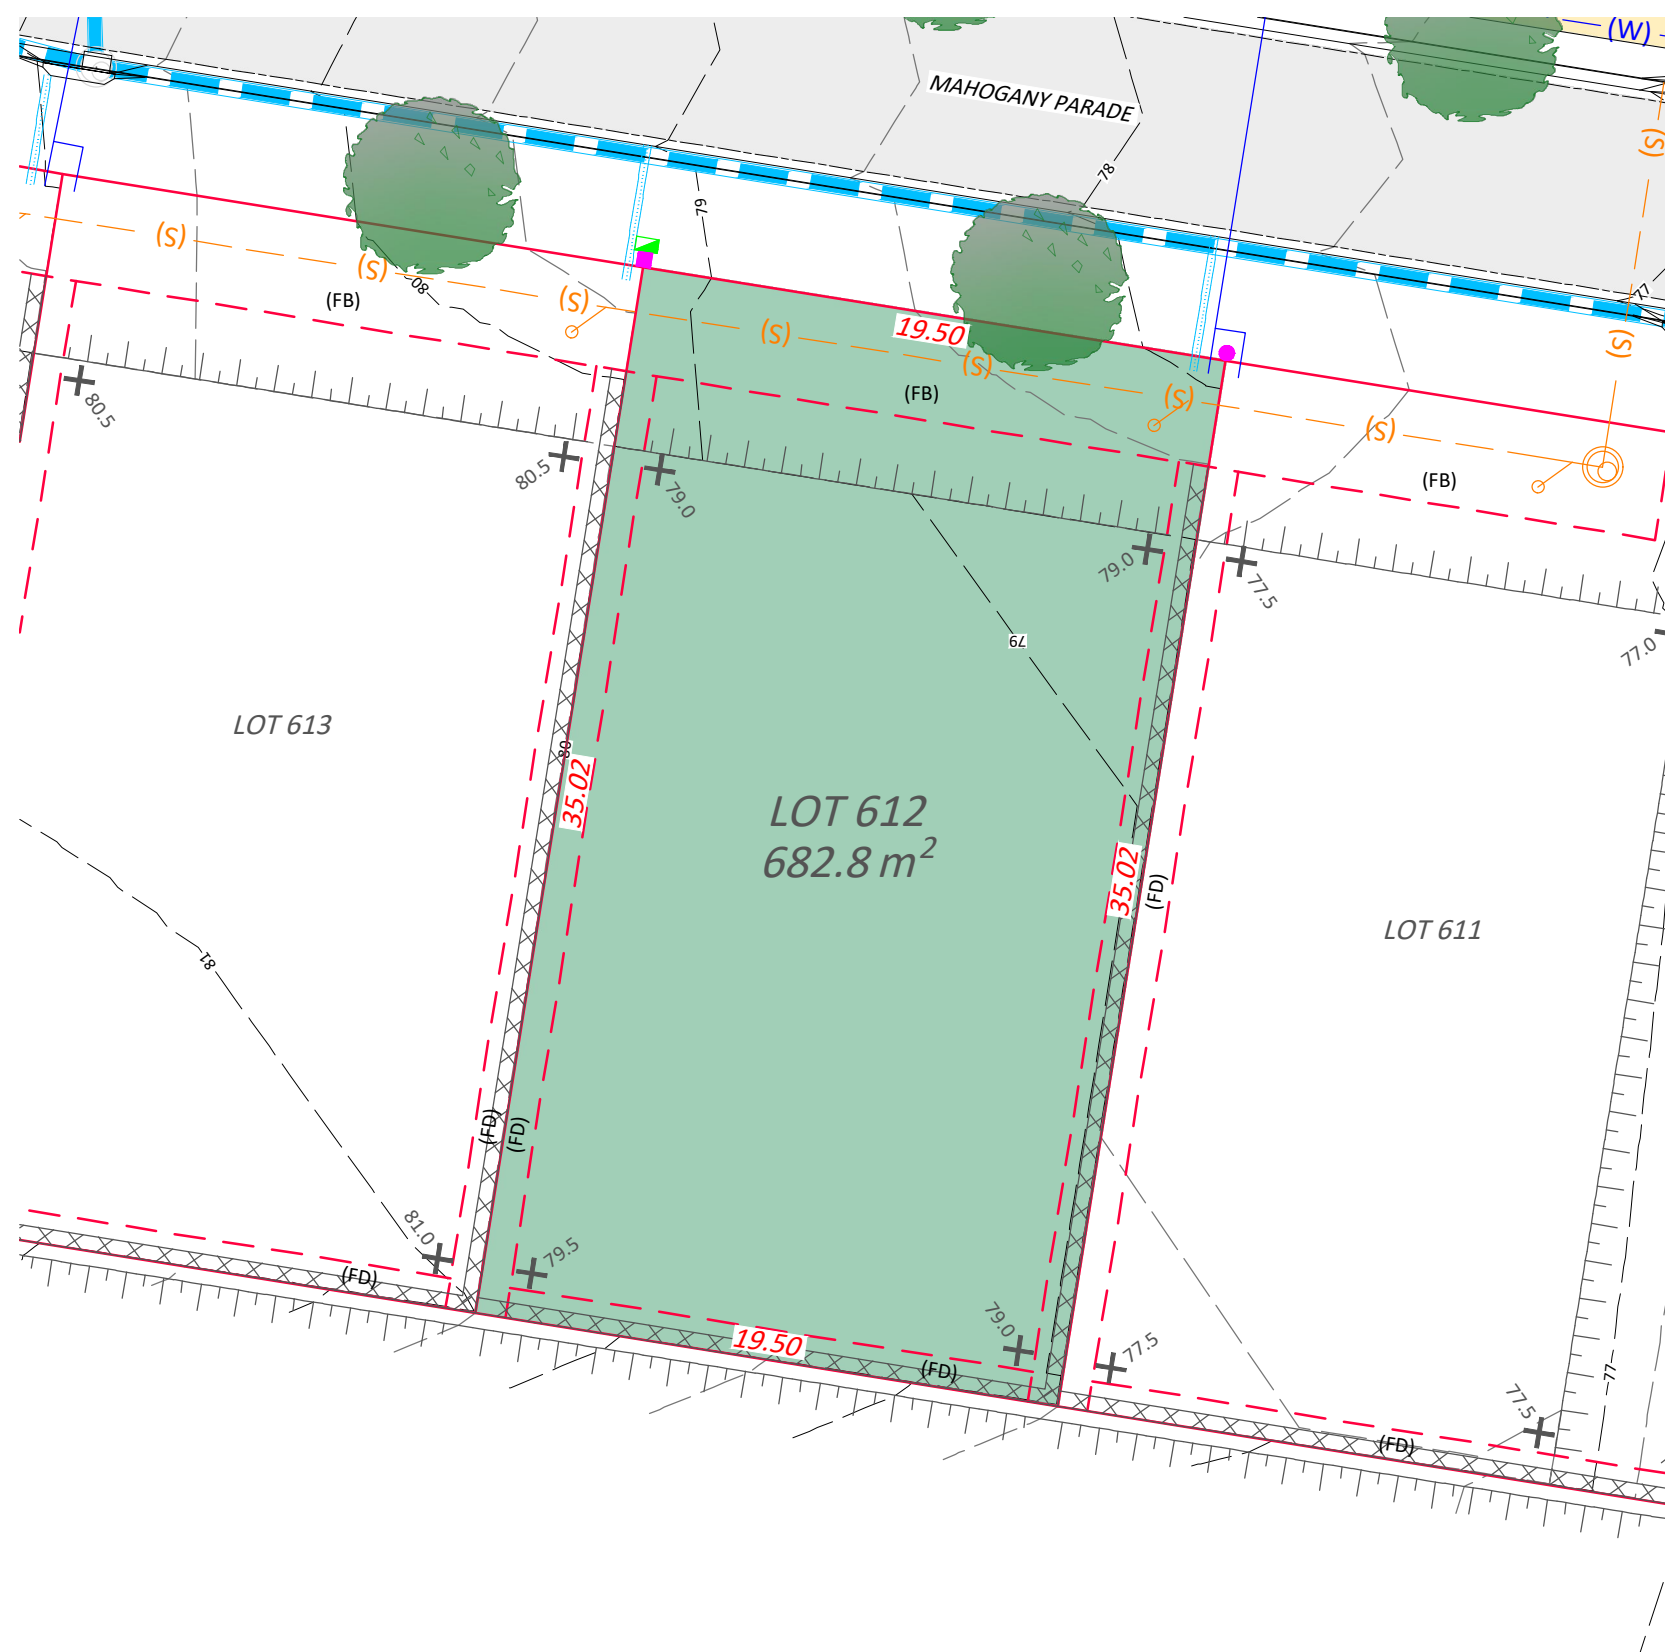 (W)
MAHOGANY PARADE
(S)
78
79
77
(S)
(S)
(S)
80
(FB)
(S)
19.50
(S)
(S)
(S)
(S)
(S)
(FB)
(FB)
80.5
80.5
79.0
79.0
77.5
77.0
79
LOT 613
80
35.02
LOT 612
682.8 m²
35.02
(FD)
LOT 611
81
(FD)
(FD)
81.0
79.5
(FD)
19.50
79.0
(FD)
77.5
77
77.5
(FD)